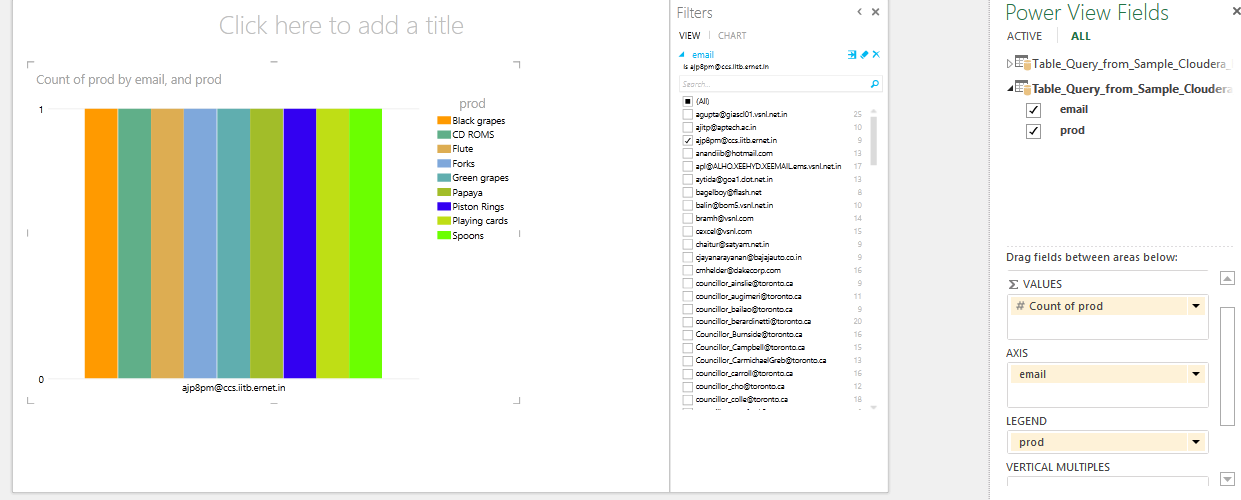 Click here to add a title
Count of prod by email, and prod
1
0
ajp8pm@ccs.iitb.ernet.in
prod
Black grapes
CD ROMS
Flute
Forks
Green grapes
Papaya
Piston Rings
Playing cards
Spoons
Filters
VIEW CHART
email
is ajp8pm@ccs.iitb.ernet.in
Search...
(All)
agupta@giascl01.vsnl.net.in 25
ajitp@aptech.ac.in 10
ajp8pm@ccs.iitb.ernet.in 9
anandiib@hotmail.com 13
apl@ALHO.XEEHYD.XEEMAIL.ems.vsnl.net.in 17
aytida@goa1.dot.net.in 13
bagelboy@flash.net 8
balin@bom5.vsnl.net.in 10
bramh@vsnl.com 14
cexcel@vsnl.com 15
chaitur@satyam.net.in 9
cjayanarayanan@bajajauto.co.in 9
cmhelder@dakecorp.com 16
councillor_ainslie@toronto.ca 9
councillor_augimeri@toronto.ca 11
councillor_bailao@toronto.ca 9
councillor_berardinetti@toronto.ca 20
Councillor_Burnside@toronto.ca 16
Councillor_Campbell@toronto.ca 15
Councillor_CarmichaelGreb@toronto.ca 13
councillor_carroll@toronto.ca 16
councillor_cho@toronto.ca 12
councillor_colle@toronto.ca 18
Power View Fields
ACTIVE ALL
Table_Query_from_Sample_Cloudera_
Table_Query_from_Sample_Cloudera
email
prod
Drag fields between areas below:
Σ VALUES
# Count of prod
AXIS
email
LEGEND
prod
VERTICAL MULTIPLES